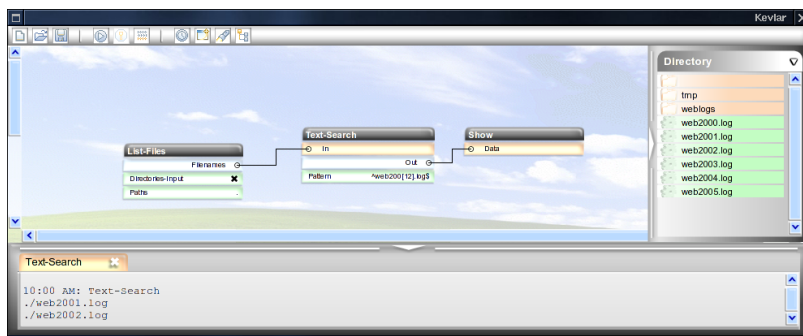 Kevlar
Directory
tmp
weblogs
web2000.log
web2001.log
web2002.log
web2003.log
web2004.log
web2005.log
List-Files
Filenames
Directories-Input
Paths .
Text-Search
In
Out
Pattern ^web200[12].log$
Show
Data
Text-Search
10:00 AM: Text-Search
./web2001.log
./web2002.log